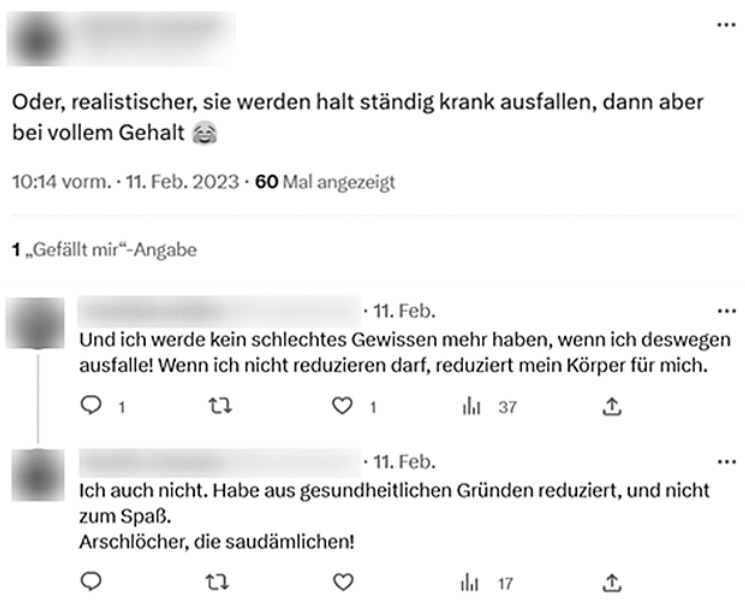 Oder, realistischer, sie werden halt ständig krank ausfallen, dann aber
bei vollem Gehalt 😂
10:14 vorm. · 11. Feb. 2023 · 60 Mal angezeigt
1 „Gefällt mir“-Angabe
· 11. Feb.
Und ich werde kein schlechtes Gewissen mehr haben, wenn ich deswegen
ausfalle! Wenn ich nicht reduzieren darf, reduziert mein Körper für mich.
1 1 37
· 11. Feb.
Ich auch nicht. Habe aus gesundheitlichen Gründen reduziert, und nicht
zum Spaß.
Arschlöcher, die saudämlichen!
17